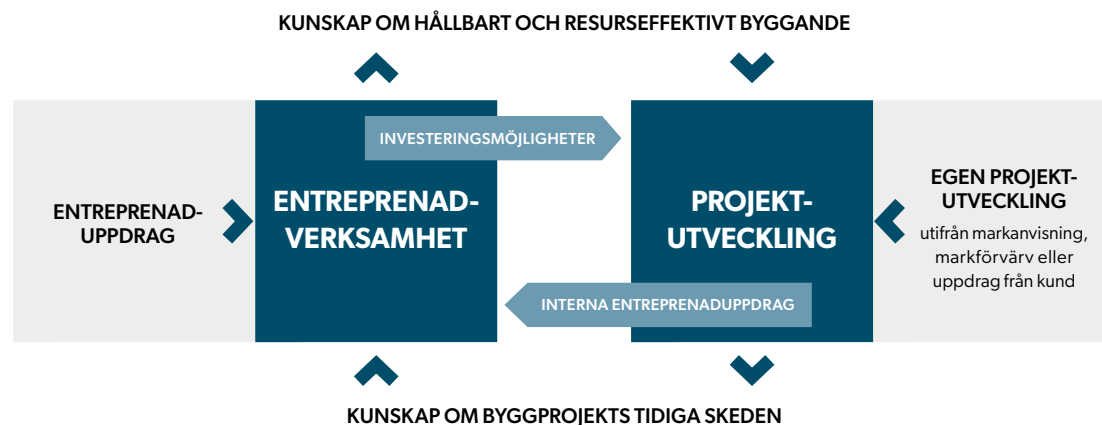 KUNSKAP OM HÅLLBART OCH RESURSEFFEKTIVT BYGGANDE
INVESTERINGSMÖJLIGHETER
ENTREPRENAD-
UPPDRAG
ENTREPRENAD-
VERKSAMHET
PROJEKT-
UTVECKLING
EGEN PROJEKT-
UTVECKLING
utifrån markanvisning,
markförvärv eller
uppdrag från kund
INTERNA ENTREPRENADUPPDRAG
KUNSKAP OM BYGGPROJEKTS TIDIGA SKEDEN